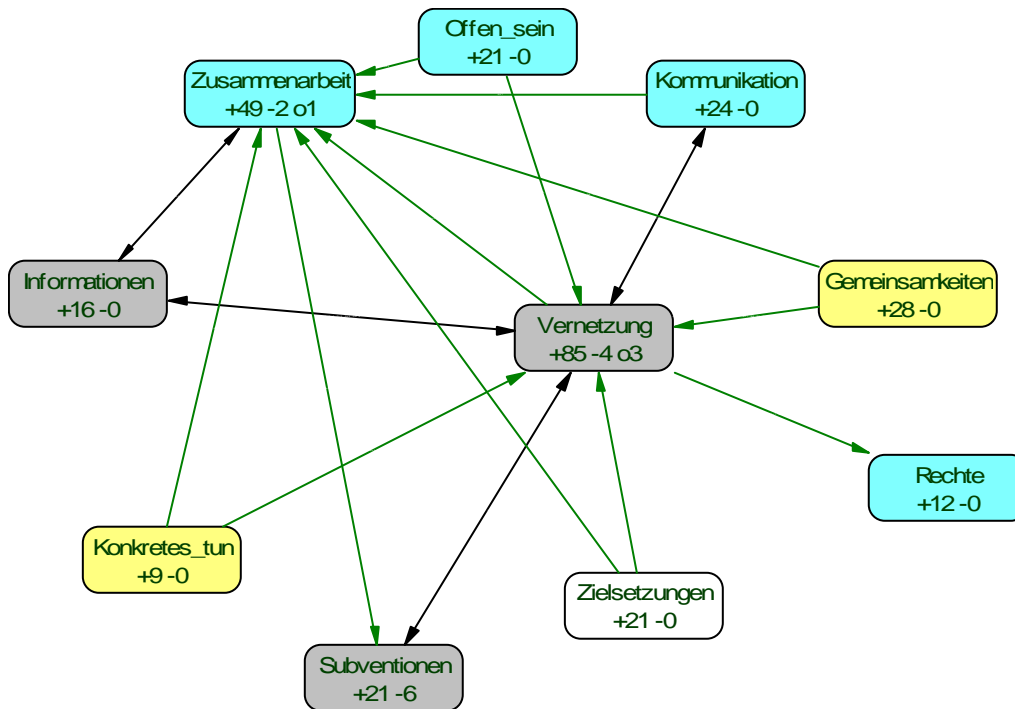 Offen_sein
+21 -0
Zusammenarbeit
+49 -2 o1
Kommunikation
+24 -0
Informationen
+16 -0
Gemeinsamkeiten
+28 -0
Vernetzung
+85 -4 o3
Rechte
+12 -0
Konkretes_tun
+9 -0
Zielsetzungen
+21 -0
Subventionen
+21 -6